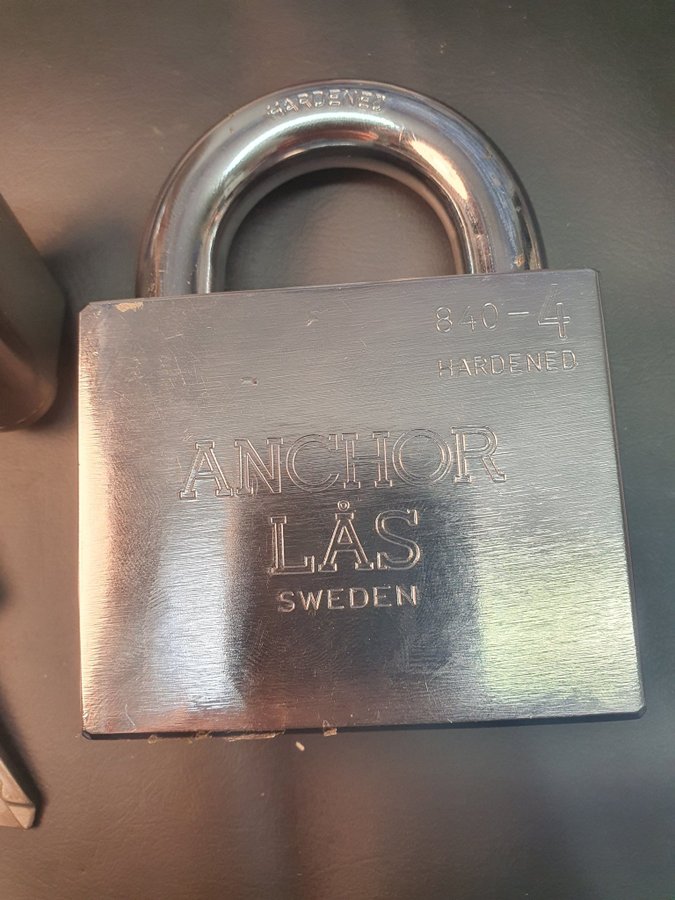 HARDENED
840-4
HARDENED
ANCHOR
LÅS
SWEDEN